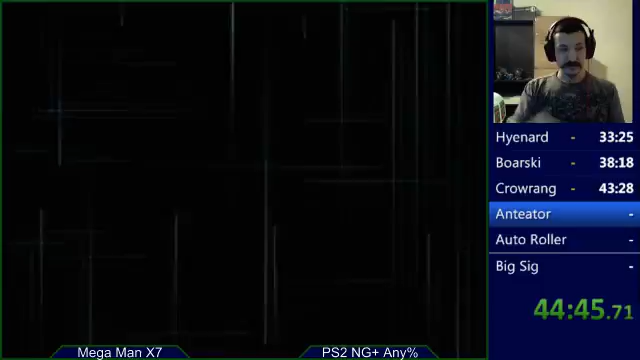 Hyenard - 33:25
Boarski - 38:18
Crowrang - 43:28
Anteator -
Auto Roller -
Big Sig -
44:45.71
Mega Man X7
PS2 NG+ Any%